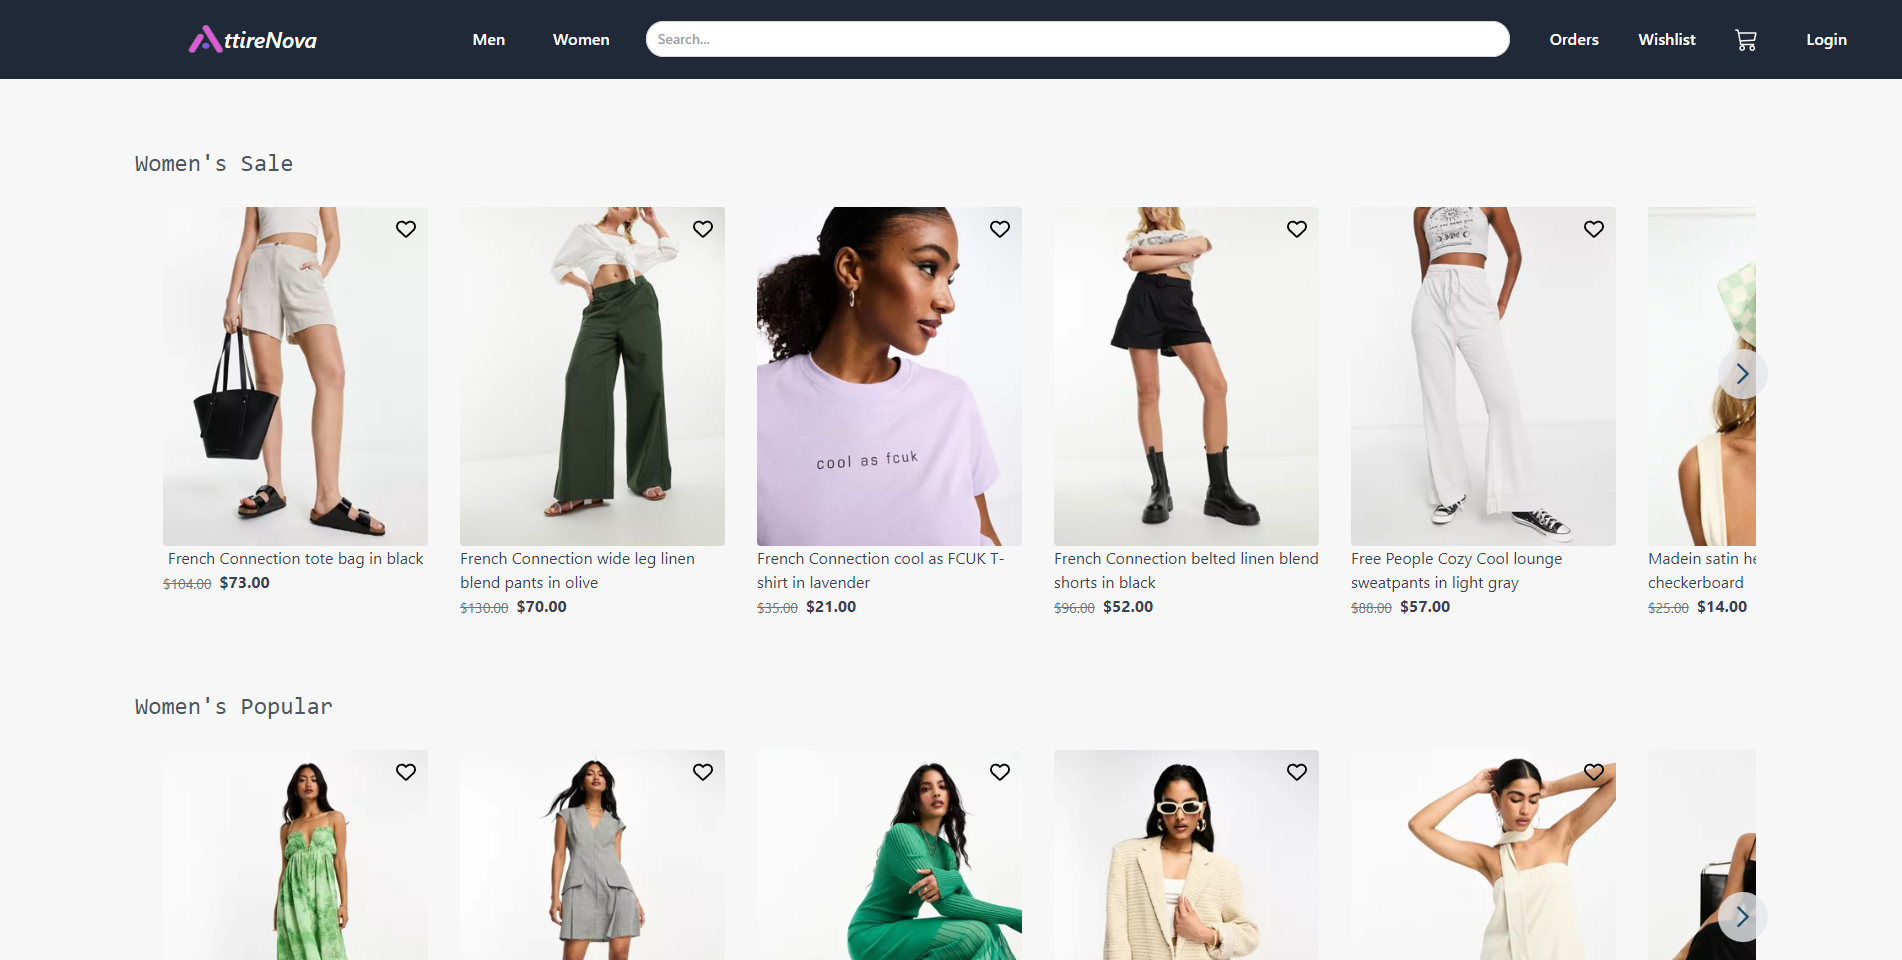 ttireNova
Men
Women
Search...
Orders
Wishlist
Login
Women's Sale
cool as fcuk
French Connection tote bag in black
$104.00 $73.00
French Connection wide leg linen
blend pants in olive
$130.00 $70.00
French Connection cool as FCUK T-
shirt in lavender
$35.00 $21.00
French Connection belted linen blend
shorts in black
$96.00 $52.00
Free People Cozy Cool lounge
sweatpants in light gray
$88.00 $57.00
Madein satin he
checkerboard
$25.00 $14.00
Women's Popular